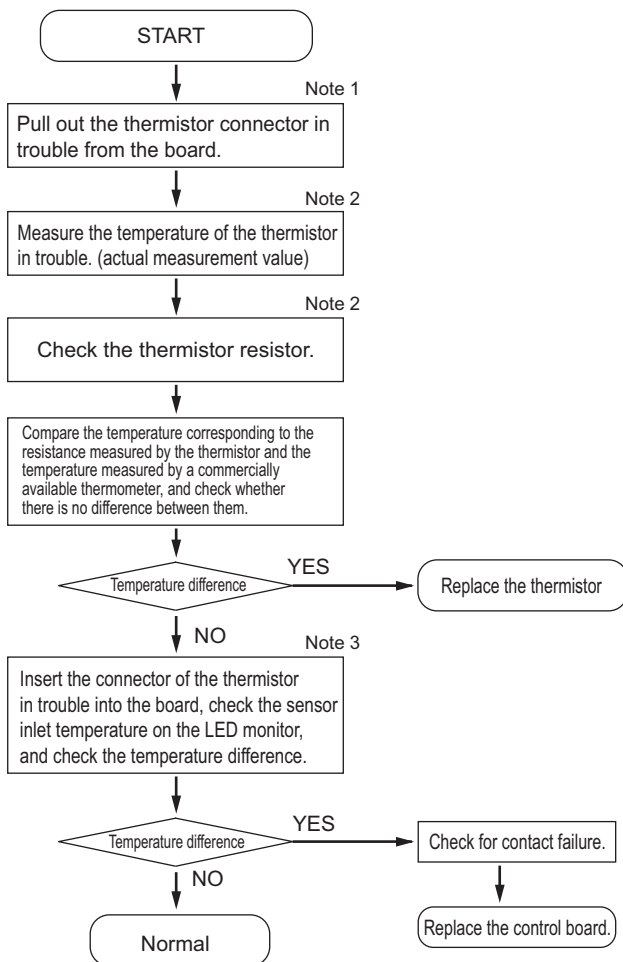 START
Note 1
Pull out the thermistor connector in
trouble from the board.
Note 2
Measure the temperature of the thermistor
in trouble. (actual measurement value)
Note 2
Check the thermistor resistor.
Compare the temperature corresponding to the
resistance measured by the thermistor and the
temperature measured by a commercially
available thermometer, and check whether
there is no difference between them.
Temperature difference
YES
Replace the thermistor
NO
Note 3
Insert the connector of the thermistor
in trouble into the board, check the sensor
inlet temperature on the LED monitor,
and check the temperature difference.
Temperature difference
YES
Check for contact failure.
NO
Replace the control board.
Normal